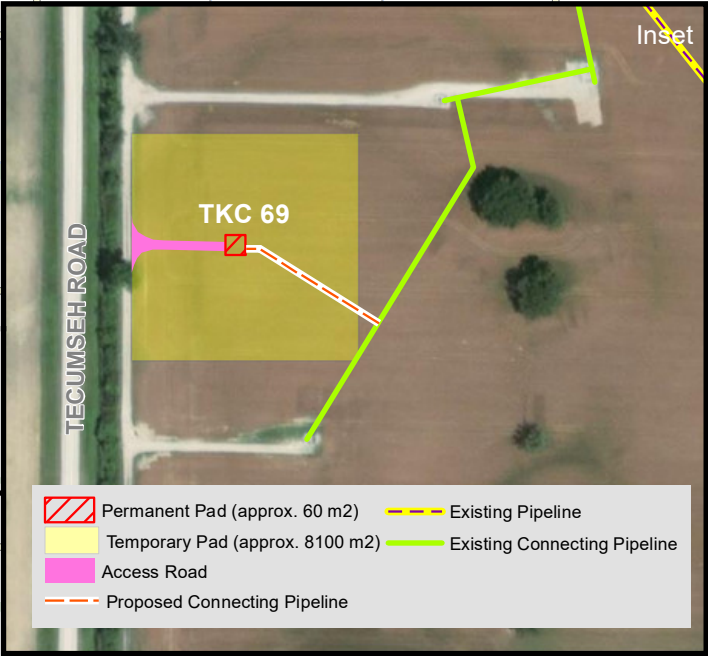 Inset
TKC 69
TECUMSEH ROAD
Permanent Pad (approx. 60 m2)
Existing Pipeline
Temporary Pad (approx. 8100 m2)
Existing Connecting Pipeline
Access Road
Proposed Connecting Pipeline